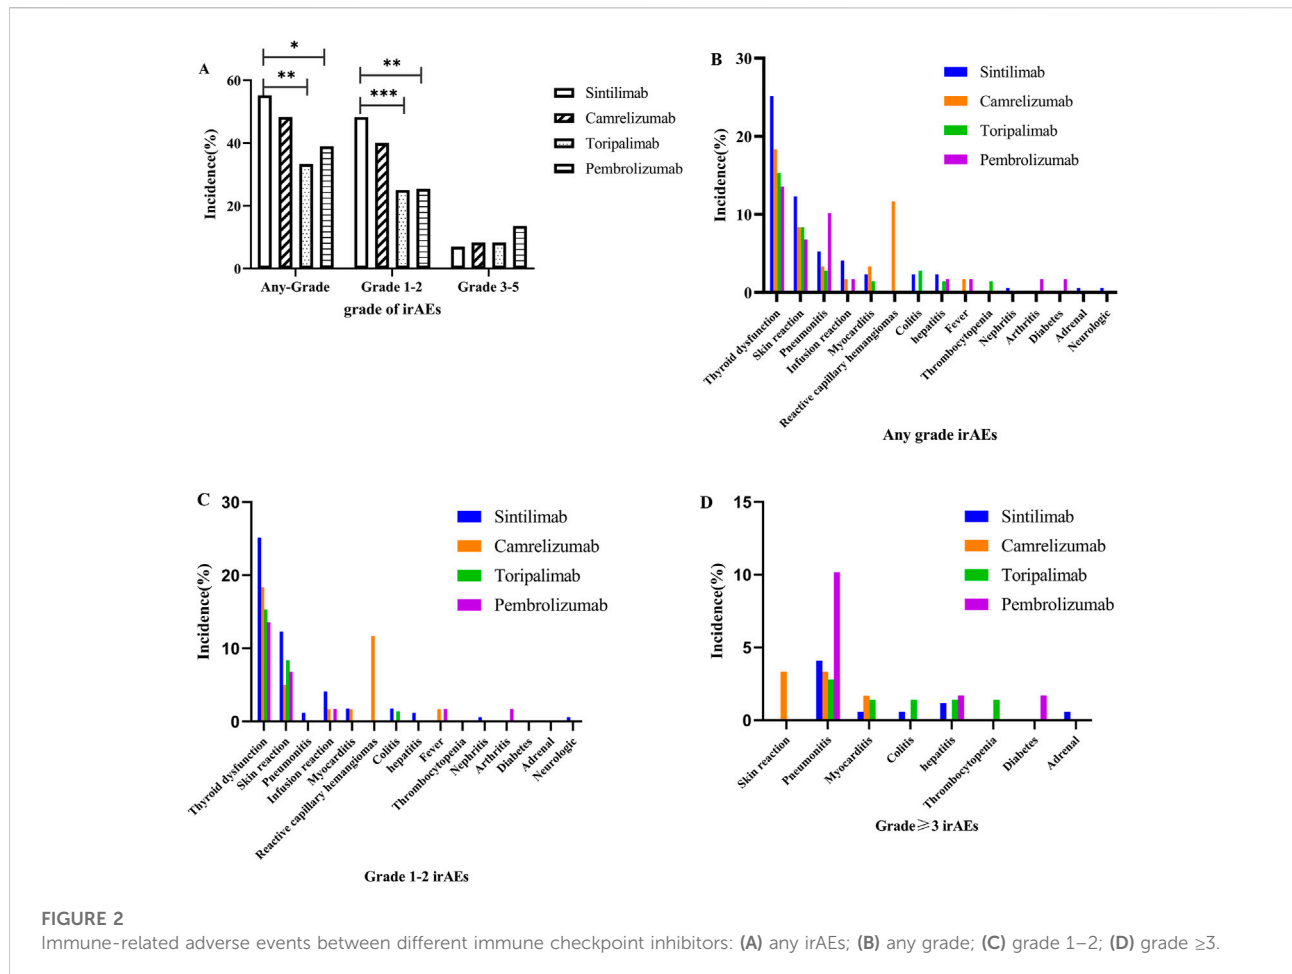 A
*
**
**
***
60
40
20
0
Incidence(%)
Any-Grade
Grade 1-2
Grade 3-5
grade of irAEs
Sintilimab
Camrelizumab
Toripalimab
Pembrolizumab
B
30
20
10
0
Incidence(%)
Sintilimab
Camrelizumab
Toripalimab
Pembrolizumab
Thyroid dysfunction
Skin reaction
Pneumonitis
Infusion reaction
Myocarditis
Reactive capillary hemangiomas
Colitis
hepatitis
Fever
Thrombocytopenia
Nephritis
Arthritis
Diabetes
Adrenal
Neurologic
Any grade irAEs
C
30
20
10
0
Incidence(%)
Sintilimab
Camrelizumab
Toripalimab
Pembrolizumab
Thyroid dysfunction
Skin reaction
Pneumonitis
Infusion reaction
Myocarditis
Reactive capillary hemangiomas
Colitis
hepatitis
Fever
Thrombocytopenia
Nephritis
Arthritis
Diabetes
Adrenal
Neurologic
Grade 1-2 irAEs
D
15
10
5
0
Incidence(%)
Sintilimab
Camrelizumab
Toripalimab
Pembrolizumab
Skin reaction
Pneumonitis
Myocarditis
Colitis
hepatitis
Thrombocytopenia
Diabetes
Adrenal
Grade≥3 irAEs
FIGURE 2
Immune-related adverse events between different immune checkpoint inhibitors: (A) any irAEs; (B) any grade; (C) grade 1–2; (D) grade ≥3.